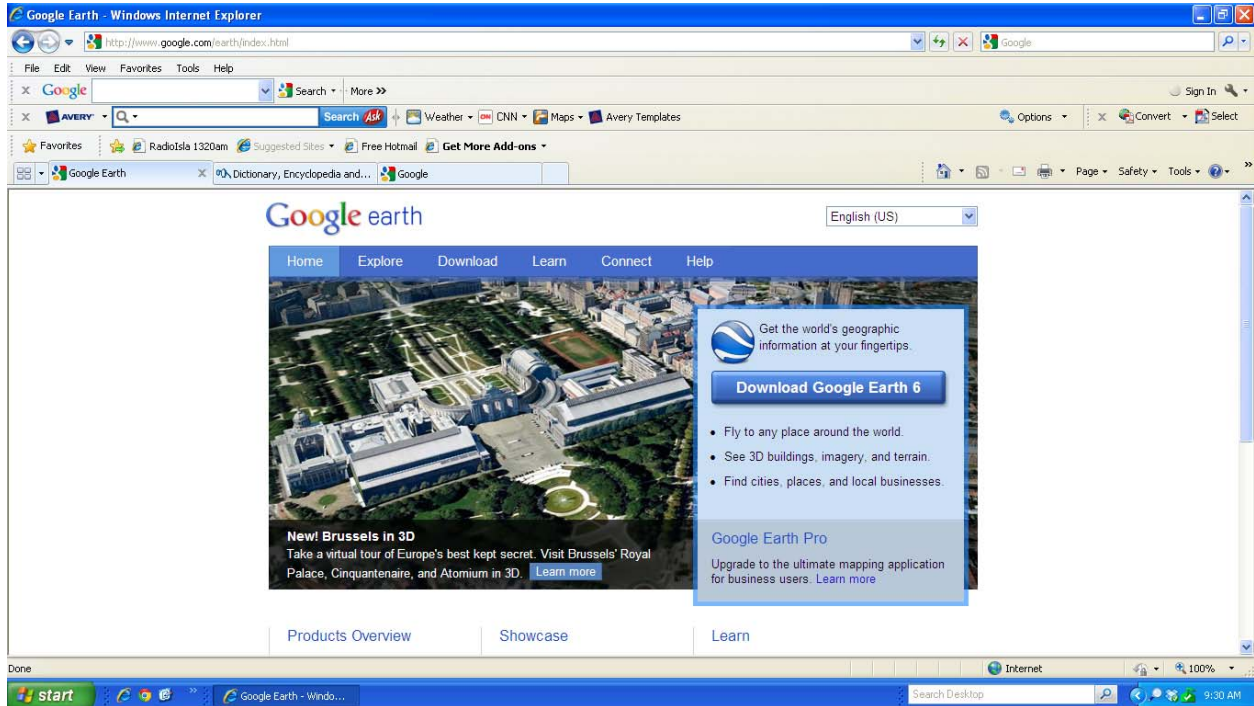 Google Earth - Windows Internet Explorer
http://www.google.com/earth/index.html
Google
File Edit View Favorites Tools Help
x Google
Search
More »
Sign In
x AVERY
Search Ask
Weather
CNN
Maps
Avery Templates
Options
x Convert
Select
Favorites
RadioIsla 1320am
Suggested Sites
Free Hotmail
Get More Add-ons
Google Earth
Dictionary, Encyclopedia and...
Google
Page
Safety
Tools
»
Google earth
English (US)
Home Explore Download Learn Connect Help
Get the world's geographic
information at your fingertips.
Download Google Earth 6
• Fly to any place around the world.
• See 3D buildings, imagery, and terrain.
• Find cities, places, and local businesses.
New! Brussels in 3D
Take a virtual tour of Europe's best kept secret. Visit Brussels' Royal
Palace, Cinquantenaire, and Atomium in 3D. Learn more
Google Earth Pro
Upgrade to the ultimate mapping application
for business users. Learn more
Products Overview
Showcase
Learn
Done
Internet
100%
start
»
Google Earth - Windo...
Search Desktop
9:30 AM